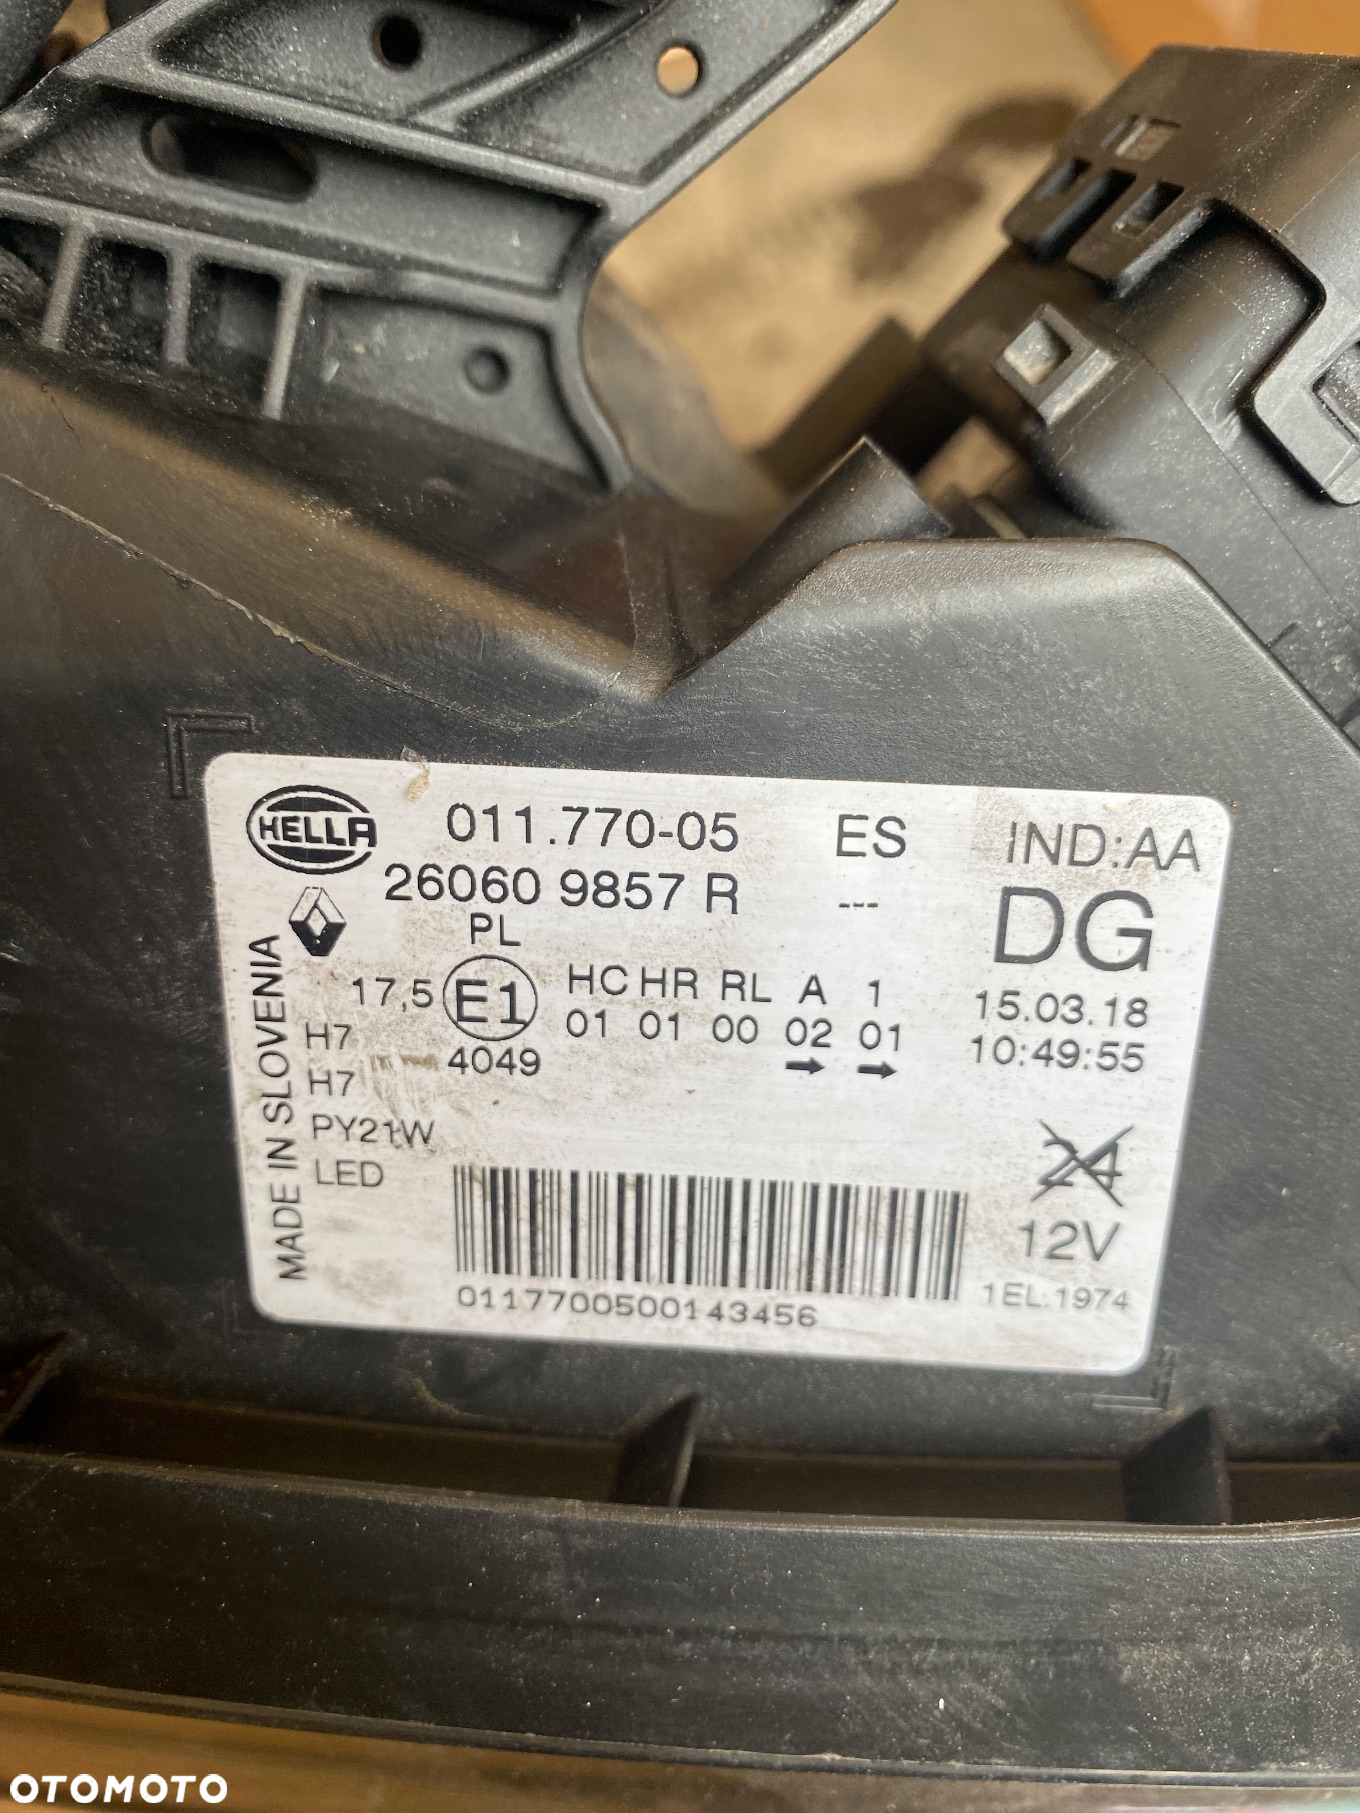 HELLA 011.770-05 ES IND:AA
26060 9857 R --- DG
PL
17,5 E1 HC HR RL A 1 15.03.18
01 01 00 02 01
4049 → → 10:49:55
H7
H7
PY21W
LED
MADE IN SLOVENIA
24
12V
1EL:1974
0117700500143456
OTOMOTO